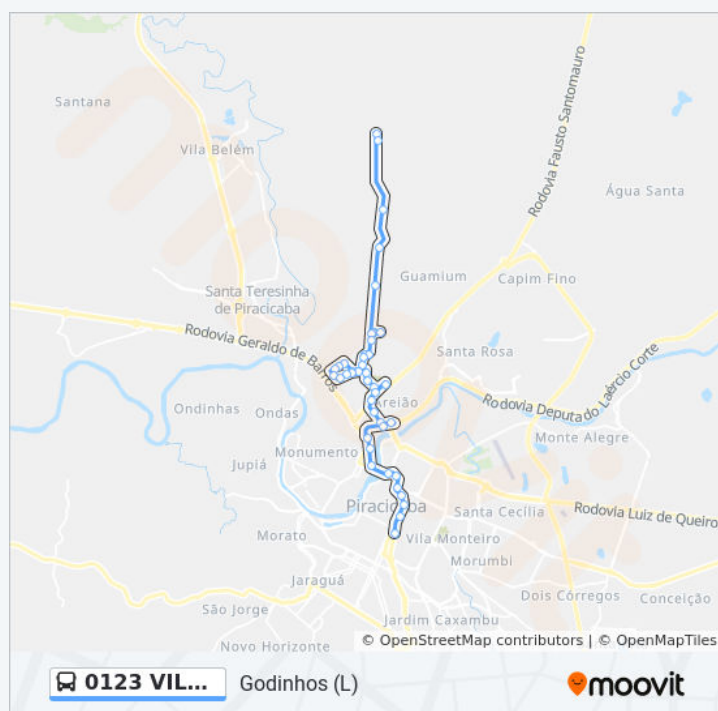 Santana
Vila Belém
Rodovia Fausto Santomauro
Água Santa
Guamium
Capim Fino
Santa Teresinha
de Piracicaba
Rodovia Geraldo de Barros
Santa Rosa
Rodovia Deputado Laércio Corte
Areião
Ondinhas
Ondas
Monte Alegre
Monumento
Jupiá
Piracicaba
Santa Cecília
Rodovia Luiz de Queiro
Morato
Vila Monteiro
Morumbi
Jaraguá
Dois Córregos
Conceição
São Jorge
Jardim Caxambu
Novo Horizonte
© OpenStreetMap contributors | © OpenMapTiles
0123 VIL...
Godinhos (L)
moovit